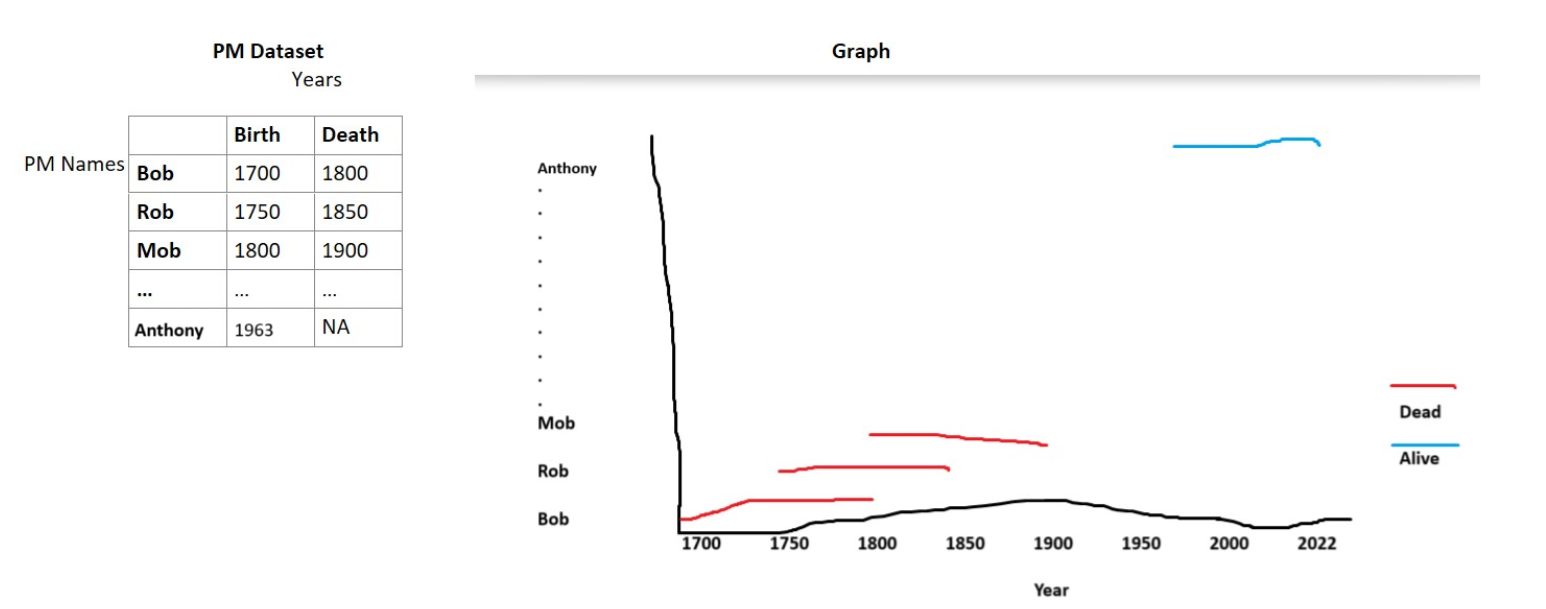 PM Dataset
Years
PM Names
Birth Death
Bob 1700 1800
Rob 1750 1850
Mob 1800 1900
... ... ...
Anthony 1963 NA
Graph
Anthony
.
.
.
.
.
.
.
.
.
.
Mob
Rob
Bob
1700 1750 1800 1850 1900 1950 2000 2022
Year
Dead
Alive